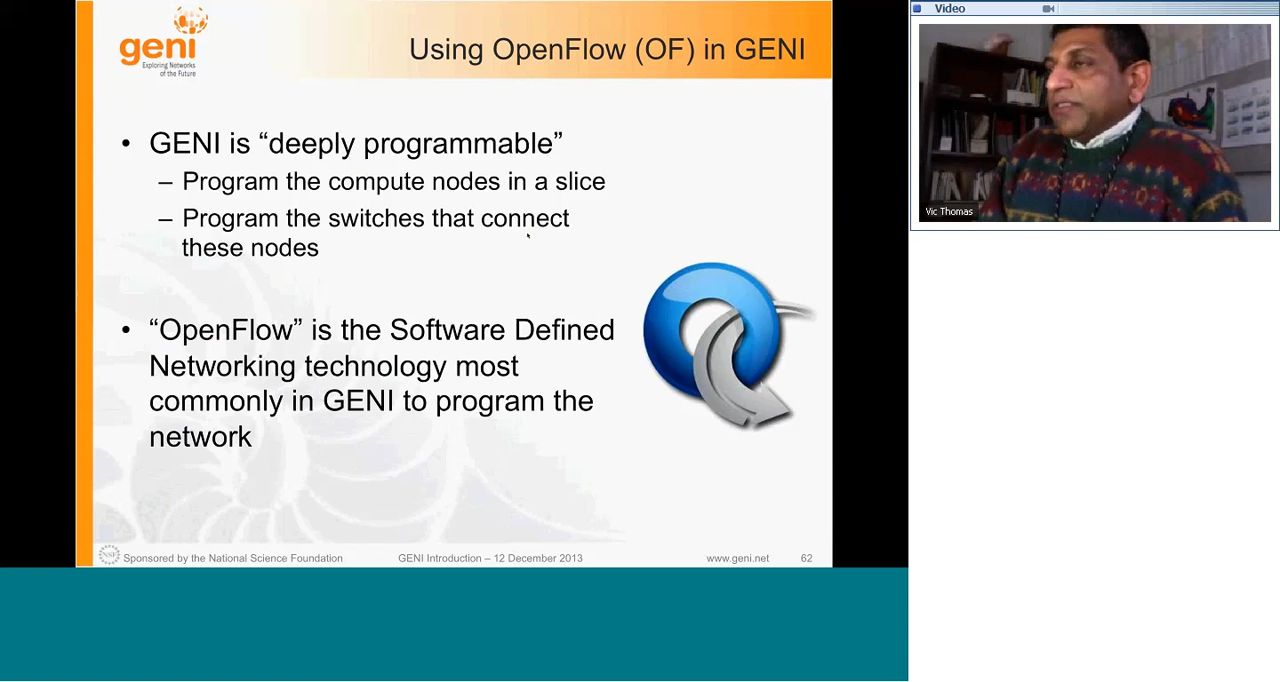 geni
Exploring Networks
of the Future
Using OpenFlow (OF) in GENI
• GENI is “deeply programmable”
– Program the compute nodes in a slice
– Program the switches that connect
these nodes
• “OpenFlow” is the Software Defined
Networking technology most
commonly in GENI to program the
network
NSF
Sponsored by the National Science Foundation
GENI Introduction – 12 December 2013
www.geni.net
62
Video
Vic Thomas